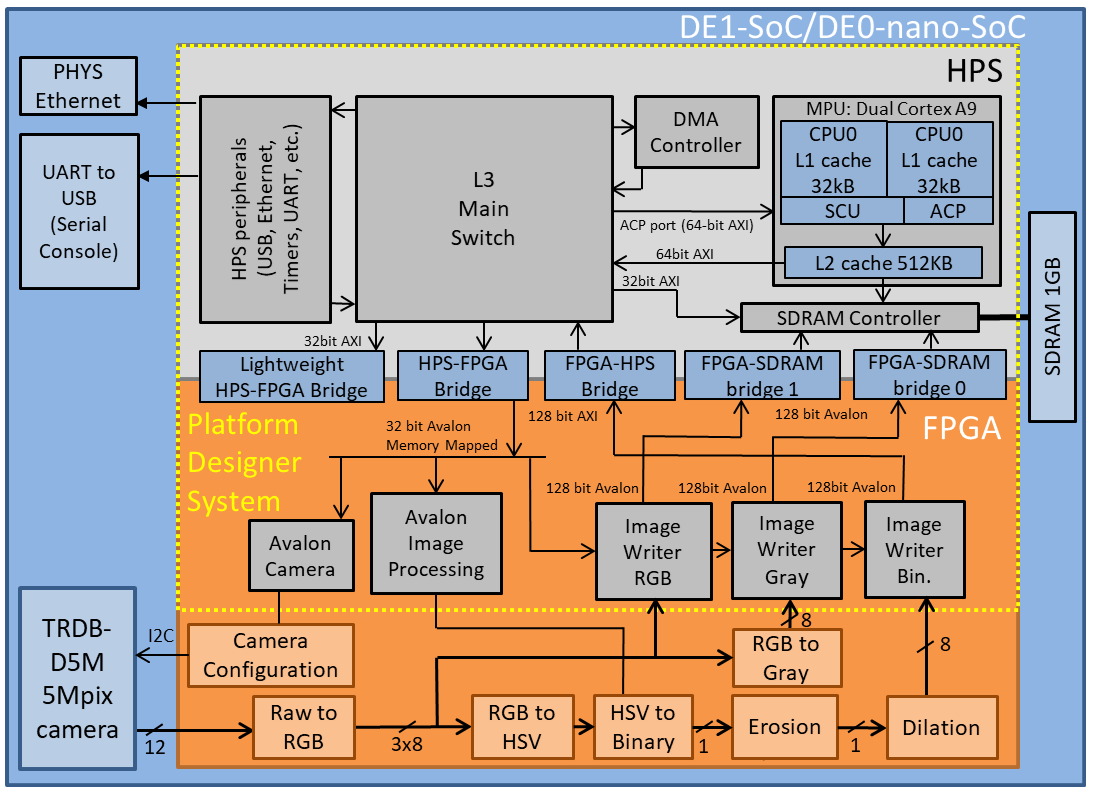 DE1-SoC/DE0-nano-SoC
HPS
PHYS
Ethernet
UART to
USB
(Serial
Console)
HPS peripherals
(USB, Ethernet,
Timers, UART, etc.)
L3
Main
Switch
DMA
Controller
MPU: Dual Cortex A9
CPU0
L1 cache
32kB
CPU0
L1 cache
32kB
SCU
ACP
ACP port (64-bit AXI)
64bit AXI
L2 cache 512KB
32bit AXI
SDRAM Controller
SDRAM 1GB
32bit AXI
Lightweight
HPS-FPGA Bridge
HPS-FPGA
Bridge
FPGA-HPS
Bridge
FPGA-SDRAM
bridge 1
FPGA-SDRAM
bridge 0
Platform
Designer
System
FPGA
32 bit Avalon
Memory Mapped
128 bit AXI
128 bit Avalon
128 bit Avalon
128bit Avalon
128bit Avalon
Avalon
Camera
Avalon
Image
Processing
Image
Writer
RGB
Image
Writer
Gray
Image
Writer
Bin.
TRDB-
D5M
5Mpix
camera
I2C
12
Camera
Configuration
RGB to
Gray
8
8
Raw to
RGB
3x8
RGB to
HSV
HSV to
Binary
1
Erosion
1
Dilation